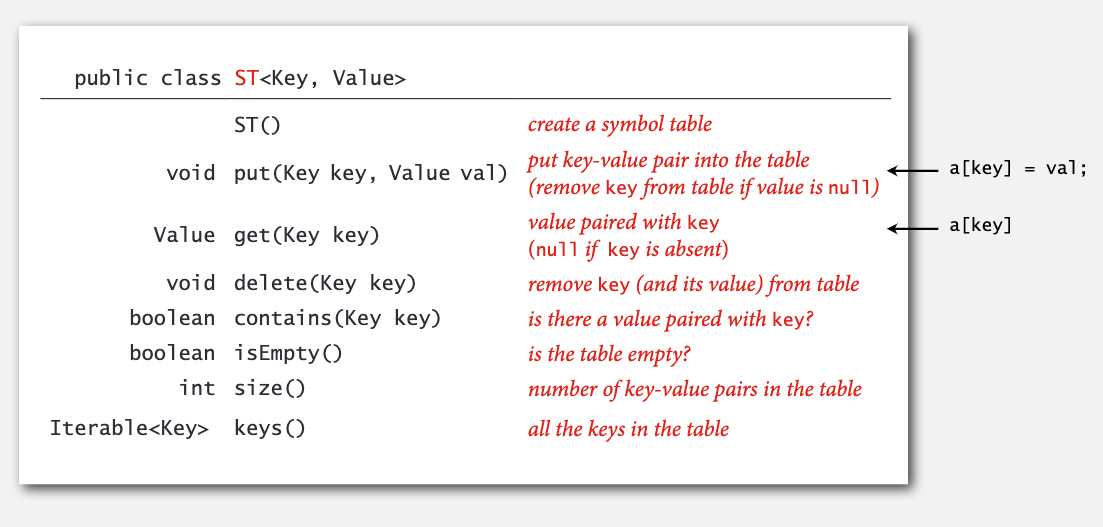 public class ST<Key, Value>
ST() create a symbol table
void put(Key key, Value val) put key-value pair into the table
(remove key from table if value is null) a[key] = val;
Value get(Key key) value paired with key
(null if key is absent) a[key]
void delete(Key key) remove key (and its value) from table
boolean contains(Key key) is there a value paired with key?
boolean isEmpty() is the table empty?
int size() number of key-value pairs in the table
Iterable<Key> keys() all the keys in the table